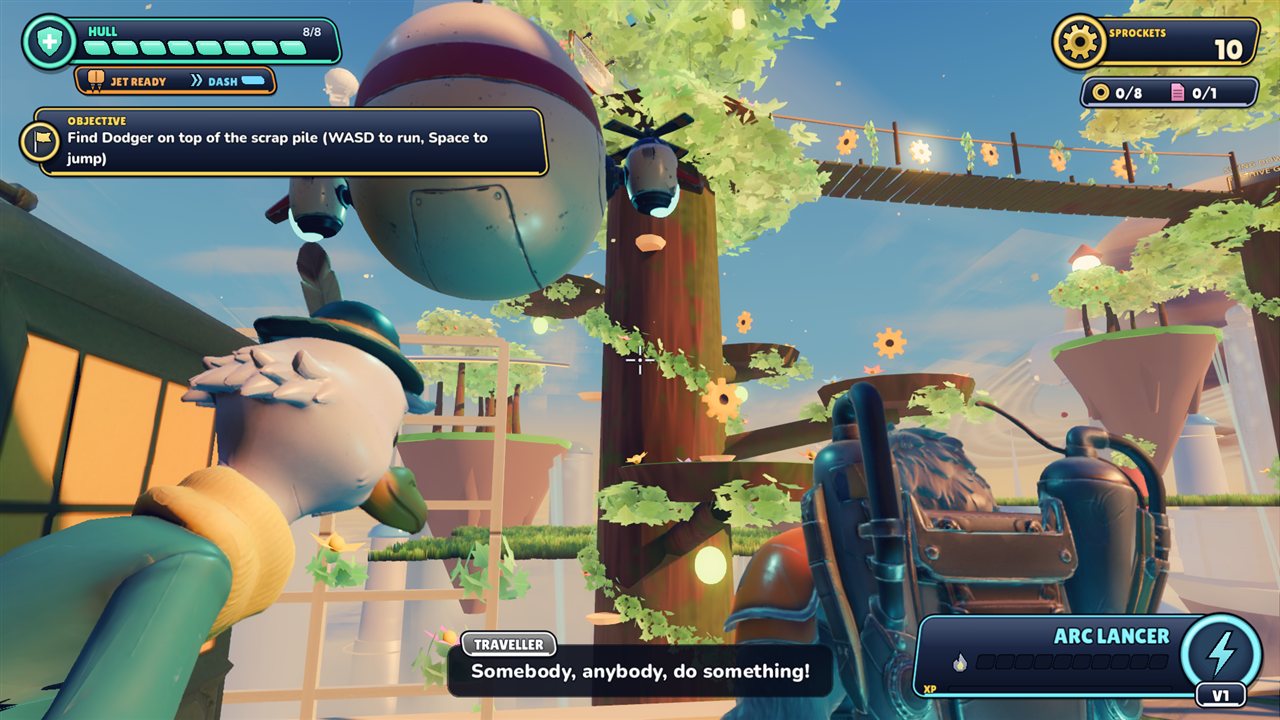 HULL
8/8
JET READY
DASH
OBJECTIVE
Find Dodger on top of the scrap pile (WASD to run, Space to
jump)
SPROCKETS
10
0/8
0/1
TRAVELLER
Somebody, anybody, do something!
ARC LANCER
XP
V1